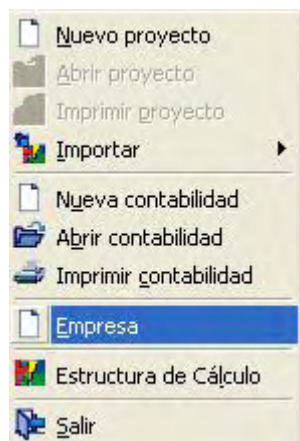 Nuevo proyecto
Abrir proyecto
Imprimir proyecto
Importar
Nueva contabilidad
Abrir contabilidad
Imprimir contabilidad
Empresa
Estructura de Cálculo
Salir